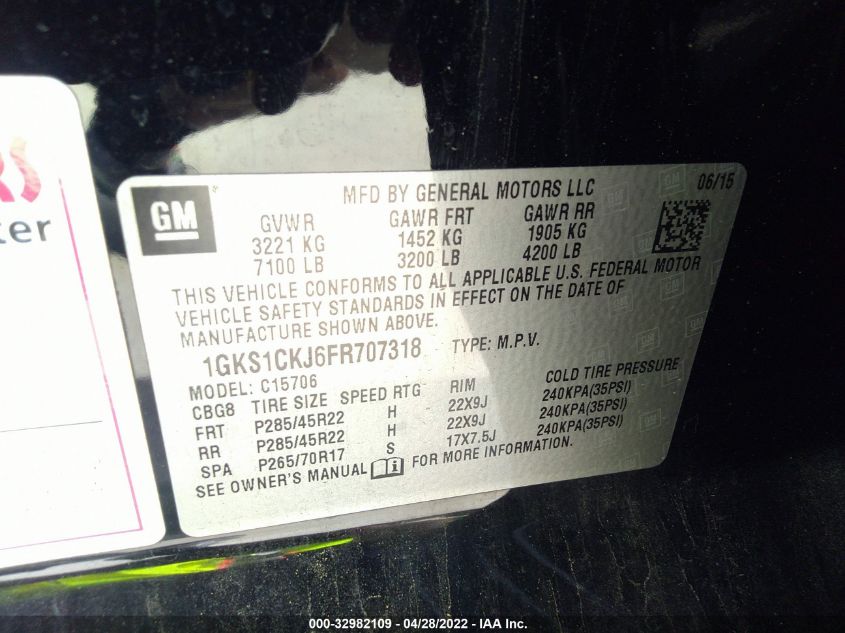 RS
ter
GM
MFD BY GENERAL MOTORS LLC 06/15
GVWR GAWR FRT GAWR RR
3221 KG 1452 KG 1905 KG
7100 LB 3200 LB 4200 LB
THIS VEHICLE CONFORMS TO ALL APPLICABLE U.S. FEDERAL MOTOR
VEHICLE SAFETY STANDARDS IN EFFECT ON THE DATE OF
MANUFACTURE SHOWN ABOVE.
1GKS1CKJ6FR707318 TYPE: M.P.V.
MODEL: C15706
CBG8 TIRE SIZE SPEED RTG RIM COLD TIRE PRESSURE
FRT P285/45R22 H 22X9J 240KPA(35PSI)
RR P285/45R22 H 22X9J 240KPA(35PSI)
SPA P265/70R17 S 17X7.5J 240KPA(35PSI)
SEE OWNER'S MANUAL FOR MORE INFORMATION.
000-32982109 - 04/28/2022 - IAA Inc.